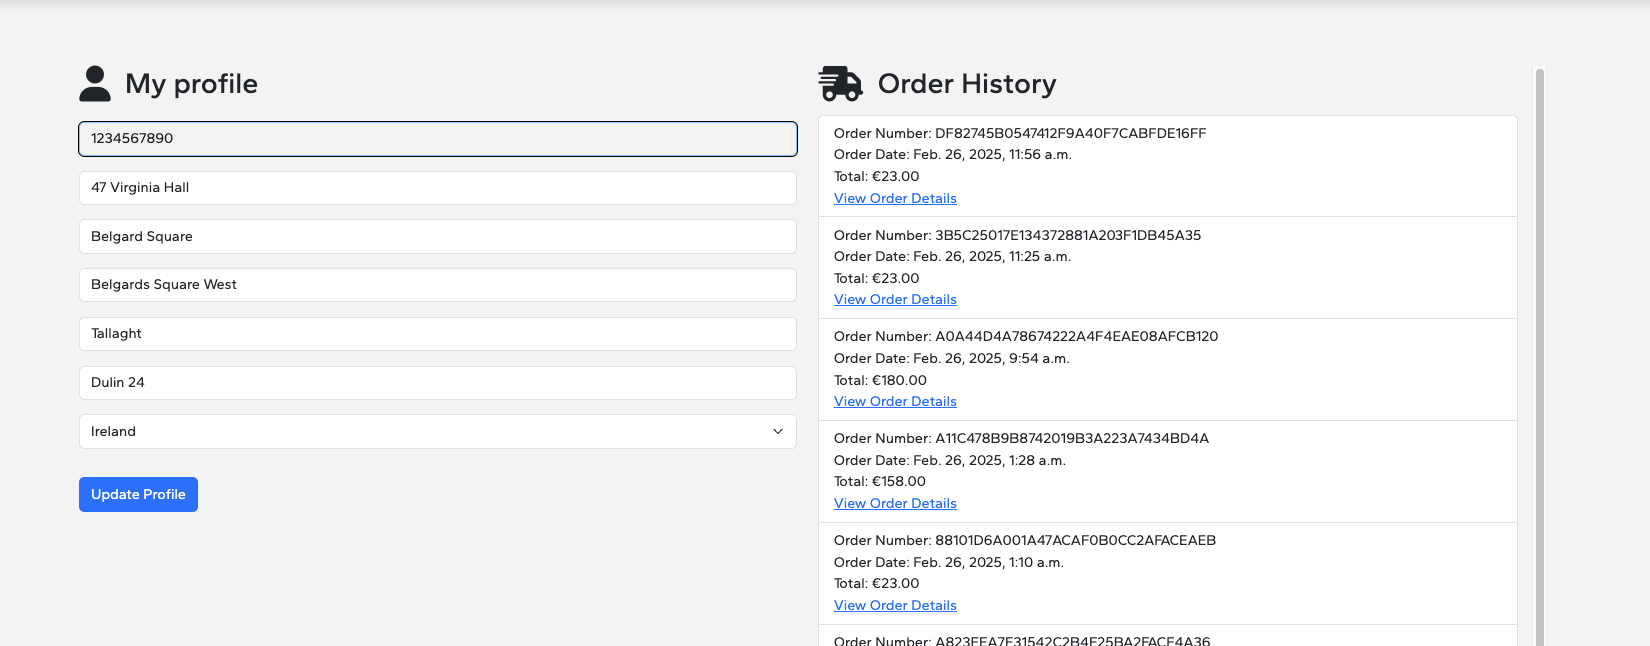 My profile
1234567890
47 Virginia Hall
Belgard Square
Belgards Square West
Tallaght
Dulin 24
Ireland
Update Profile
Order History
Order Number: DF82745B0547412F9A40F7CABFDE16FF
Order Date: Feb. 26, 2025, 11:56 a.m.
Total: €23.00
View Order Details
Order Number: 3B5C25017E134372881A203F1DB45A35
Order Date: Feb. 26, 2025, 11:25 a.m.
Total: €23.00
View Order Details
Order Number: A0A44D4A78674222A4F4EAE08AFCB120
Order Date: Feb. 26, 2025, 9:54 a.m.
Total: €180.00
View Order Details
Order Number: A11C478B9B8742019B3A223A7434BD4A
Order Date: Feb. 26, 2025, 1:28 a.m.
Total: €158.00
View Order Details
Order Number: 88101D6A001A47ACAF0B0CC2AFACEAEB
Order Date: Feb. 26, 2025, 1:10 a.m.
Total: €23.00
View Order Details
Order Number: